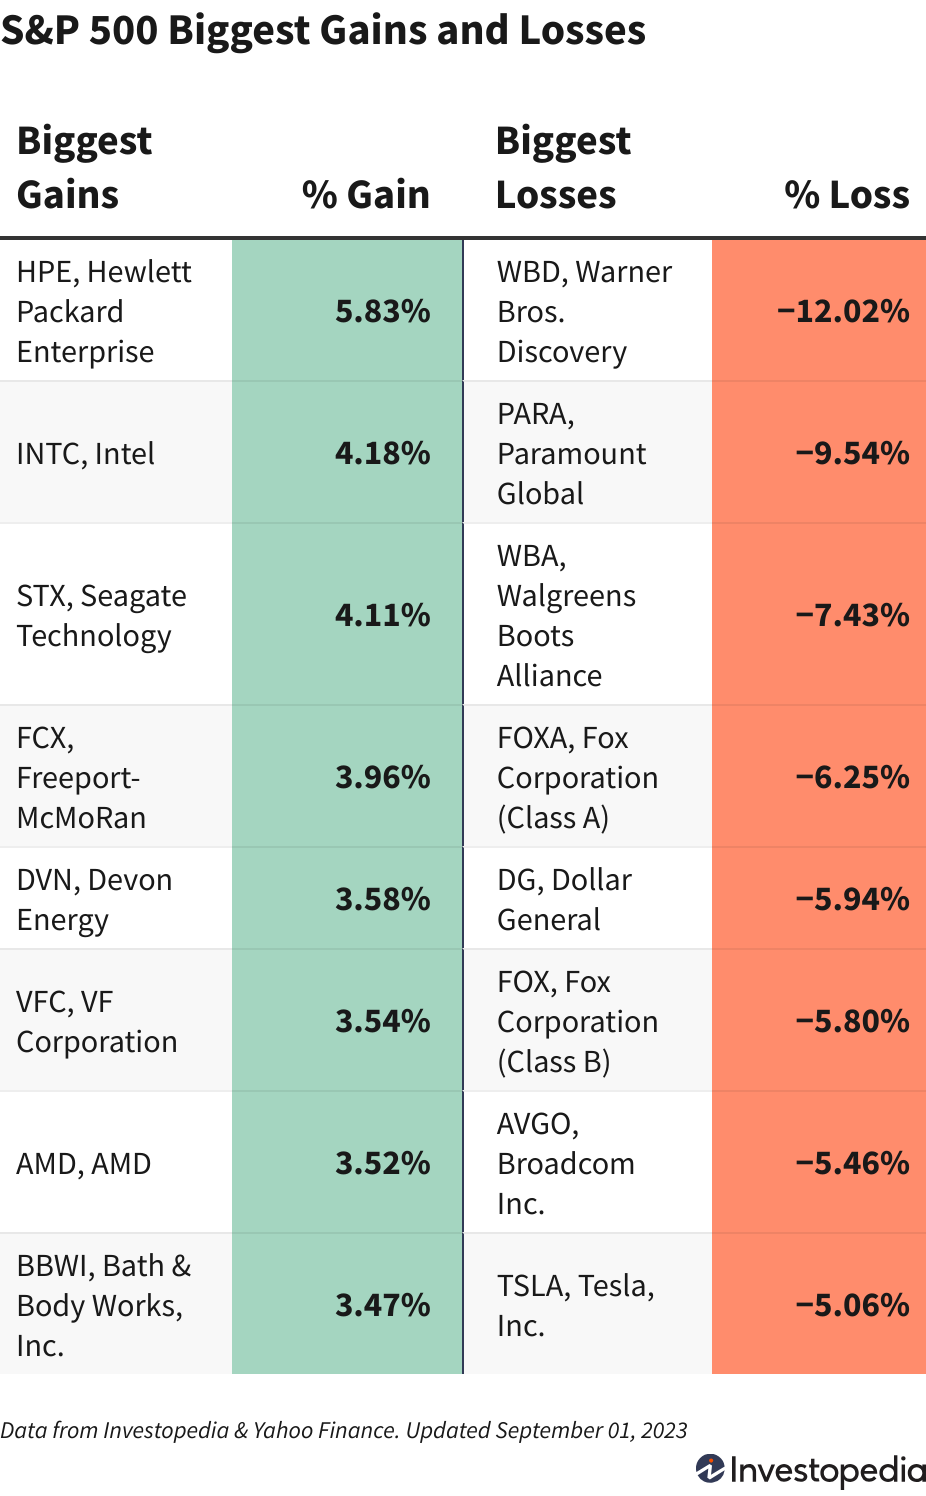 S&P 500 Biggest Gains and Losses
Biggest
Gains
% Gain
Biggest
Losses
% Loss
HPE, Hewlett
Packard
Enterprise
5.83%
WBD, Warner
Bros.
Discovery
−12.02%
INTC, Intel
4.18%
PARA,
Paramount
Global
−9.54%
STX, Seagate
Technology
4.11%
WBA,
Walgreens
Boots
Alliance
−7.43%
FCX,
Freeport-
McMoRan
3.96%
FOXA, Fox
Corporation
(Class A)
−6.25%
DVN, Devon
Energy
3.58%
DG, Dollar
General
−5.94%
VFC, VF
Corporation
3.54%
FOX, Fox
Corporation
(Class B)
−5.80%
AMD, AMD
3.52%
AVGO,
Broadcom
Inc.
−5.46%
BBWI, Bath &
Body Works,
Inc.
3.47%
TSLA, Tesla,
Inc.
−5.06%
Data from Investopedia & Yahoo Finance. Updated September 01, 2023
Investopedia